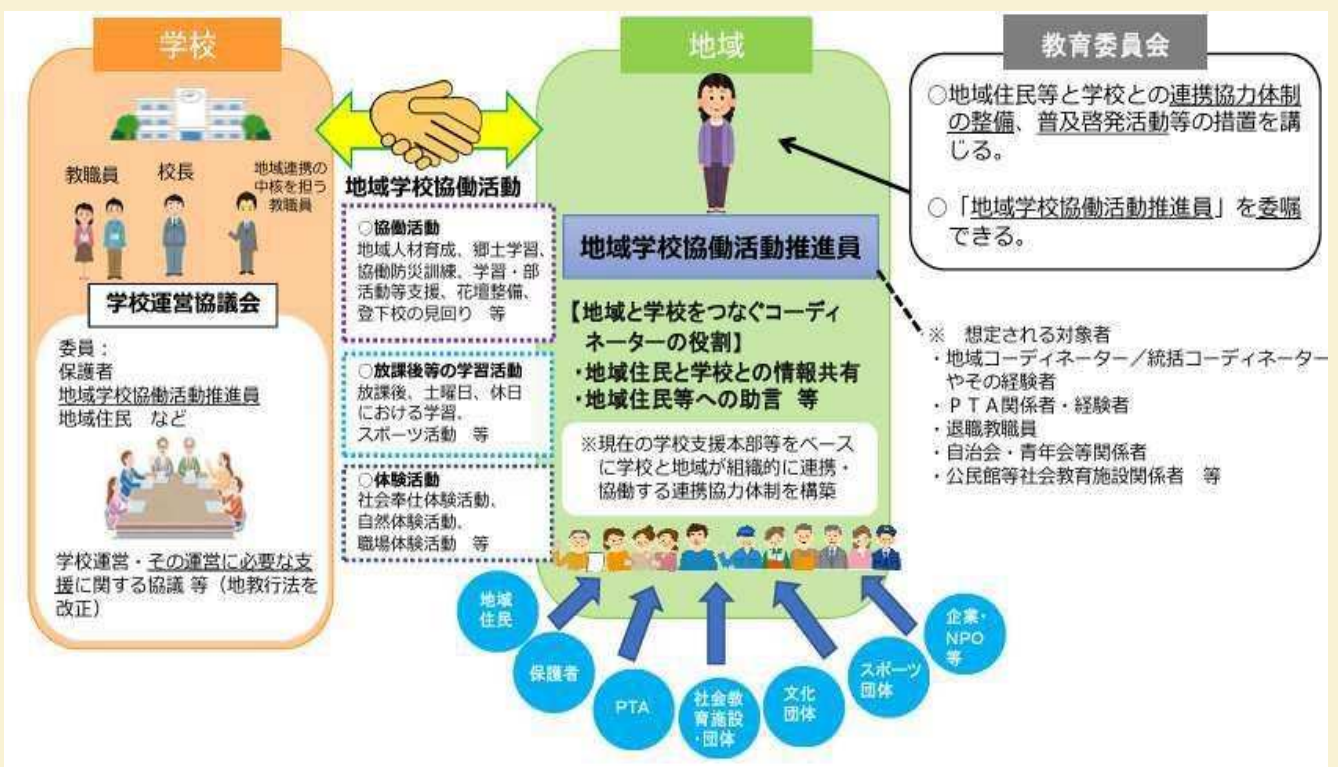 学校
教職員
校長
地域連携の
中核を担う
教職員
学校運営協議会
委員：
保護者
地域学校協働活動推進員
地域住民　など
学校運営・その運営に必要な支
援に関する協議 等（地教行法を
改正）
地域学校協働活動
○協働活動
地域人材育成、郷土学習、
協働防災訓練、学習・部
活動等支援、花壇整備、
登下校の見回り　等
○放課後等の学習活動
放課後、土曜日、休日
における学習、
スポーツ活動　等
○体験活動
社会奉仕体験活動、
自然体験活動、
職場体験活動　等
地域
地域学校協働活動推進員
【地域と学校をつなぐコーディ
ネーターの役割】
・地域住民と学校との情報共有
・地域住民等への助言　等
※現在の学校支援本部等をベース
に学校と地域が組織的に連携・
協働する連携協力体制を構築
地域
住民
保護者
PTA
社会教
育施設
・団体
文化
団体
スポーツ
団体
企業・
NPO
等
教育委員会
○地域住民等と学校との連携協力体制
の整備、普及啓発活動等の措置を講
じる。
○「地域学校協働活動推進員」を委嘱
できる。
※　想定される対象者
・地域コーディネーター／統括コーディネーター
やその経験者
・ＰＴＡ関係者・経験者
・退職教職員
・自治会・青年会等関係者
・公民館等社会教育施設関係者　等